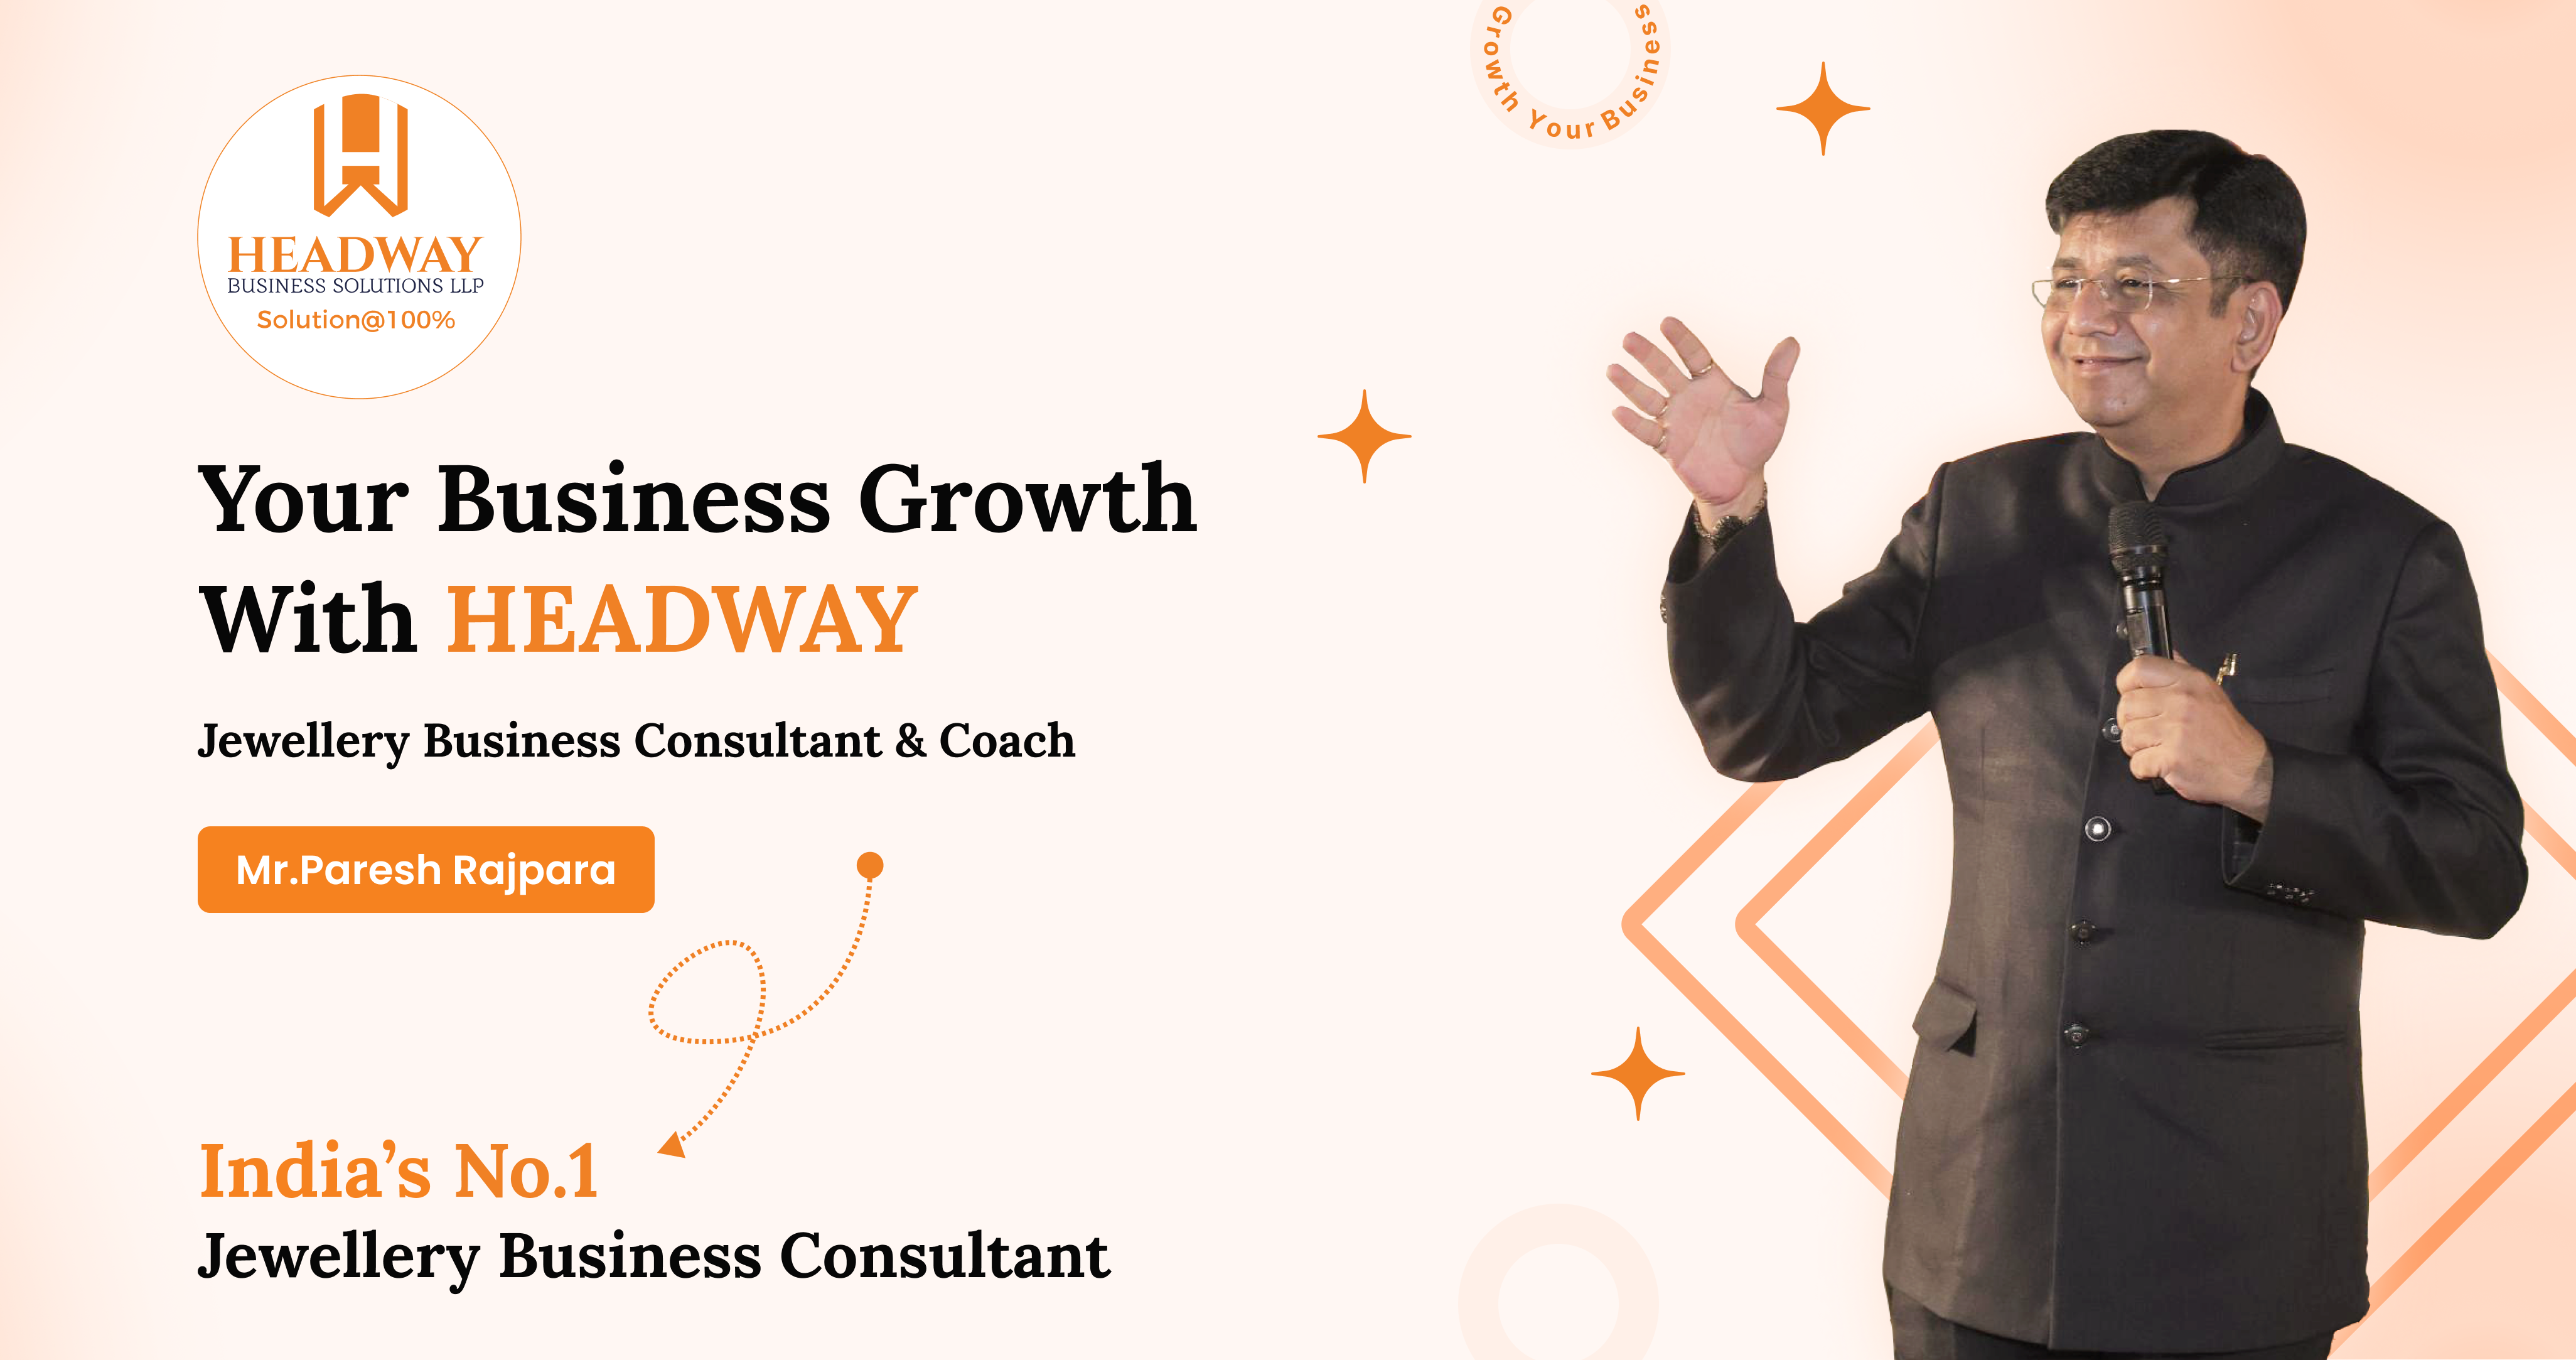 Growth Your Business
HEADWAY
BUSINESS SOLUTIONS LLP
Solution@100%
Your Business Growth
With HEADWAY
Jewellery Business Consultant & Coach
Mr.Paresh Rajpara
India’s No.1
Jewellery Business Consultant